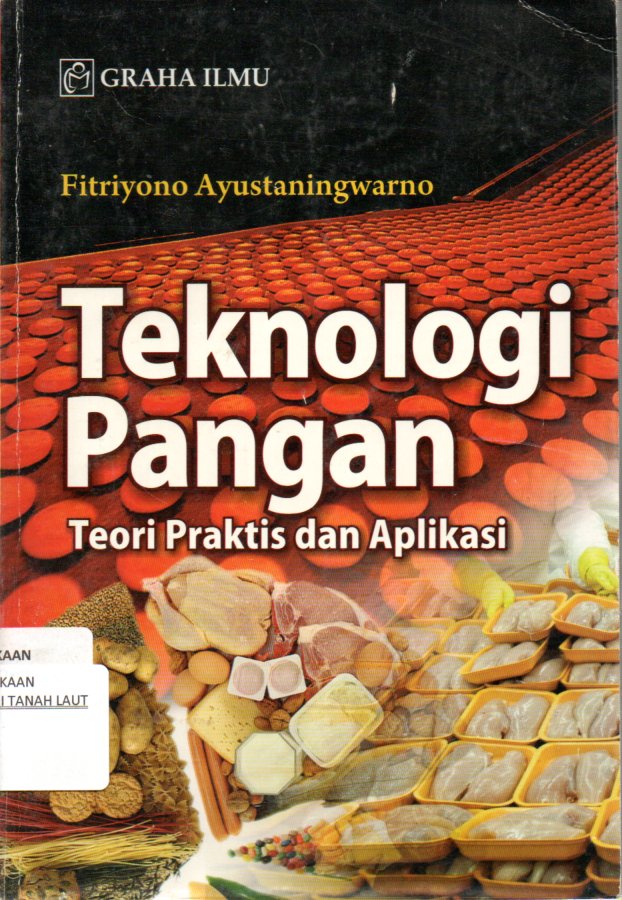 GRAHA ILMU
Fitriyono Ayustaningwarno
Teknologi
Pangan
Teori Praktis dan Aplikasi
KAAN
KAAN
I TANAH LAUT